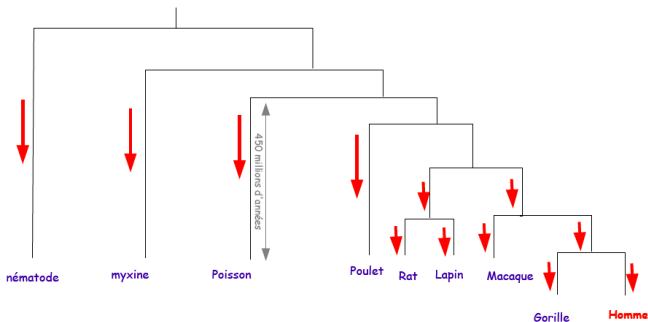 450 millions d'années
nématode
myxine
Poisson
Poulet
Rat
Lapin
Macaque
Gorille
Homme